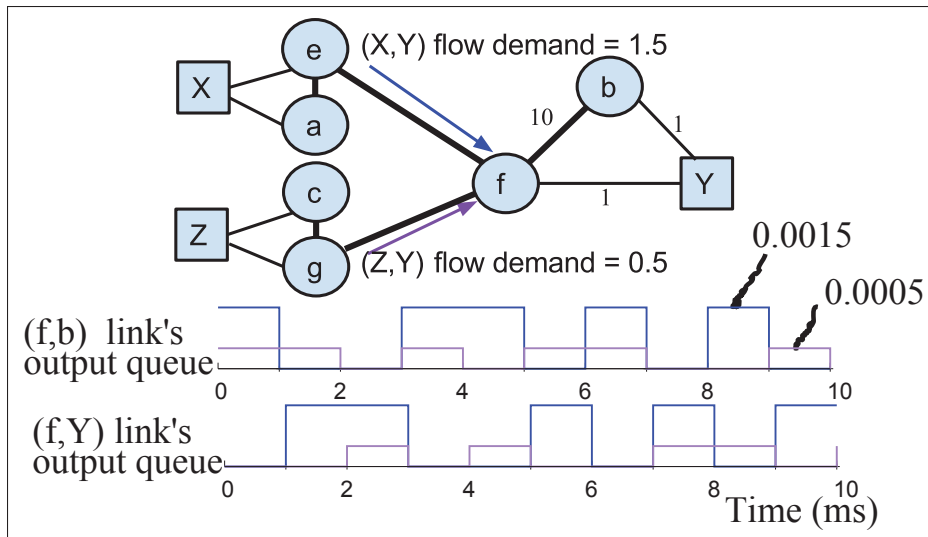 e
(X,Y) flow demand = 1.5
b
X
a
10
1
c
f
Y
1
Z
g
(Z,Y) flow demand = 0.5
0.0015
0.0005
(f,b) link's
output queue
0 2 4 6 8 10
(f,Y) link's
output queue
0 2 4 6 8 10
Time (ms)